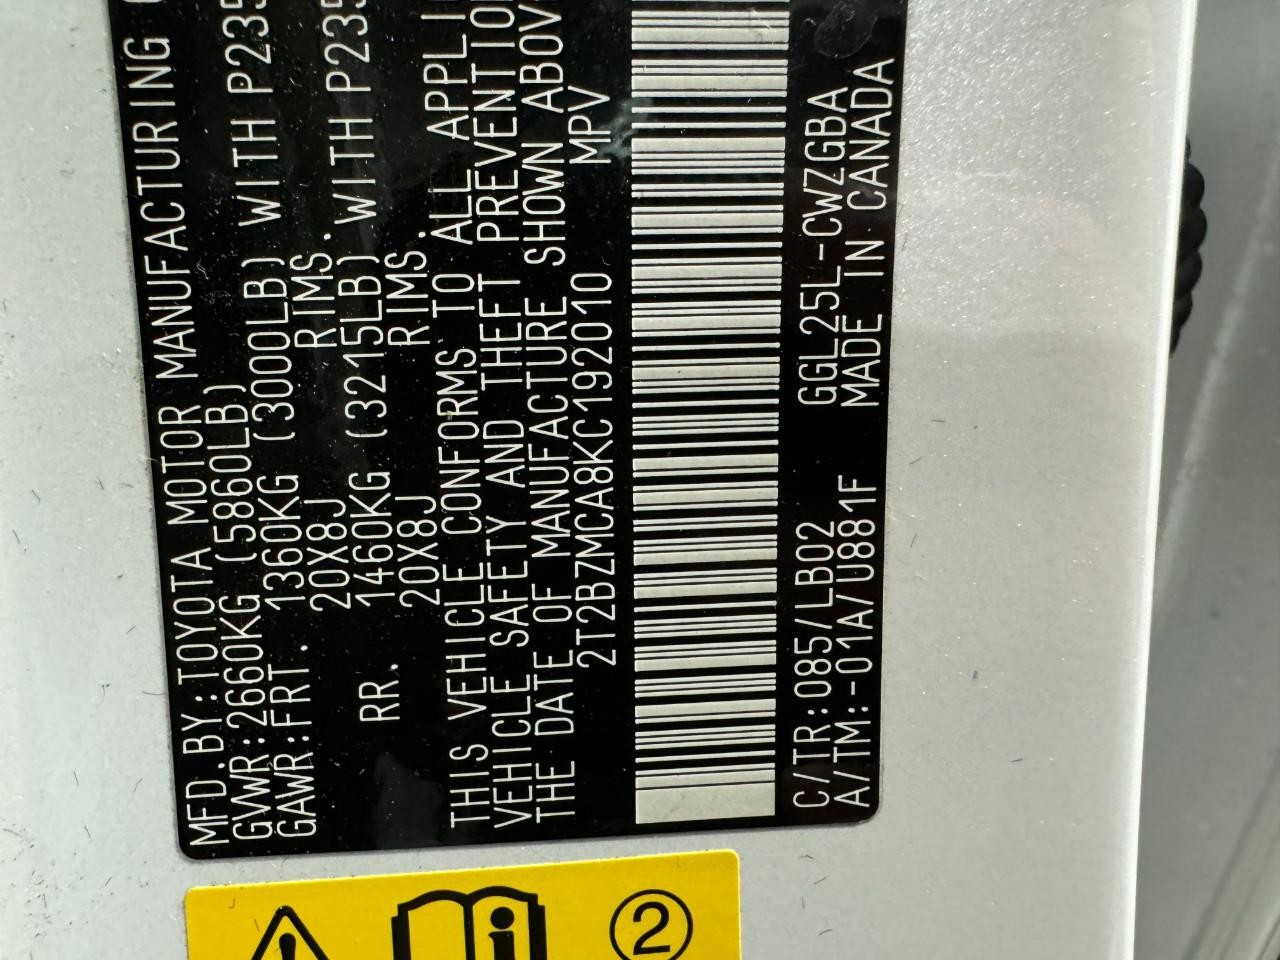 MFD.BY:TOYOTA MOTOR MANUFACTURING
GVWR:2660KG (5860LB)
GAWR:FRT. 1360KG (3000LB) WITH P235
20X8J RIMS.
RR. 1460KG (3215LB) WITH P235
20X8J RIMS.
THIS VEHICLE CONFORMS TO ALL APPLI
VEHICLE SAFETY AND THEFT PREVENTION
THE DATE OF MANUFACTURE SHOWN ABOV
2T2BZMCA8KC192010 MPV
C/TR:085/LB02 GGL25L-CWZGBA
A/TM:-01A/U881F MADE IN CANADA
2